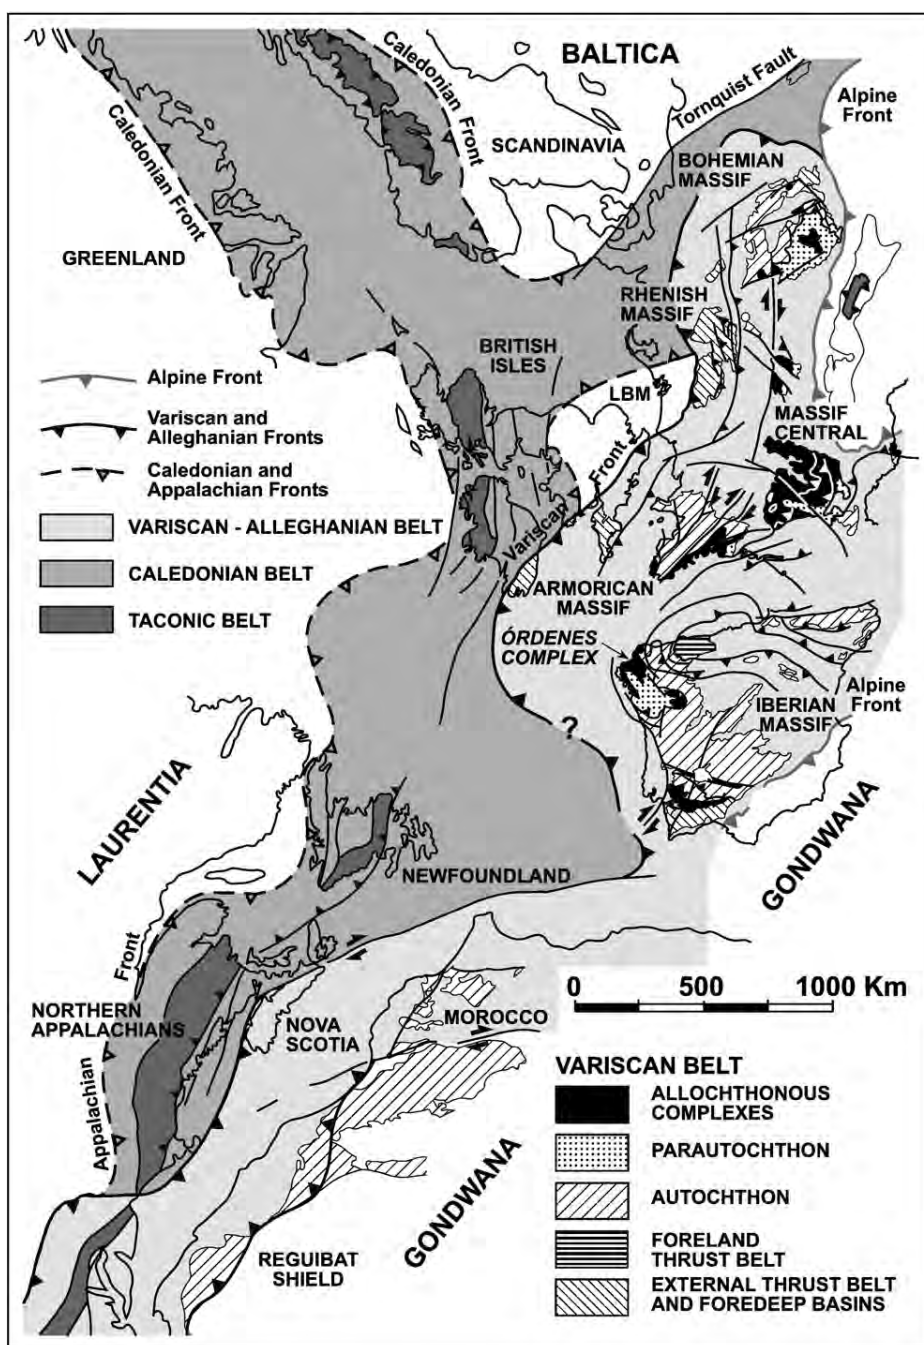 BALTICA
Caledonian Front
Caledonian Front
Tornquist Fault
Alpine
Front
SCANDINAVIA
BOHEMIAN
MASSIF
GREENLAND
RHENISH
MASSIF
BRITISH
ISLES
LBM
MASSIF
CENTRAL
Alpine Front
Variscan and
Alleghanian Fronts
Caledonian and
Appalachian Fronts
VARISCAN - ALLEGHANIAN BELT
CALEDONIAN BELT
TACONIC BELT
Variscan Front
ARMORICAN
MASSIF
ÓRDENES
COMPLEX
IBERIAN
MASSIF
Alpine
Front
?
LAURENTIA
GONDWANA
NEWFOUNDLAND
Appalachian Front
NORTHERN
APPALACHIANS
NOVA
SCOTIA
MOROCCO
0 500 1000 Km
GONDWANA
REGUIBAT
SHIELD
VARISCAN BELT
ALLOCHTHONOUS
COMPLEXES
PARAUTOCHTHON
AUTOCHTHON
FORELAND
THRUST BELT
EXTERNAL THRUST BELT
AND FOREDEEP BASINS